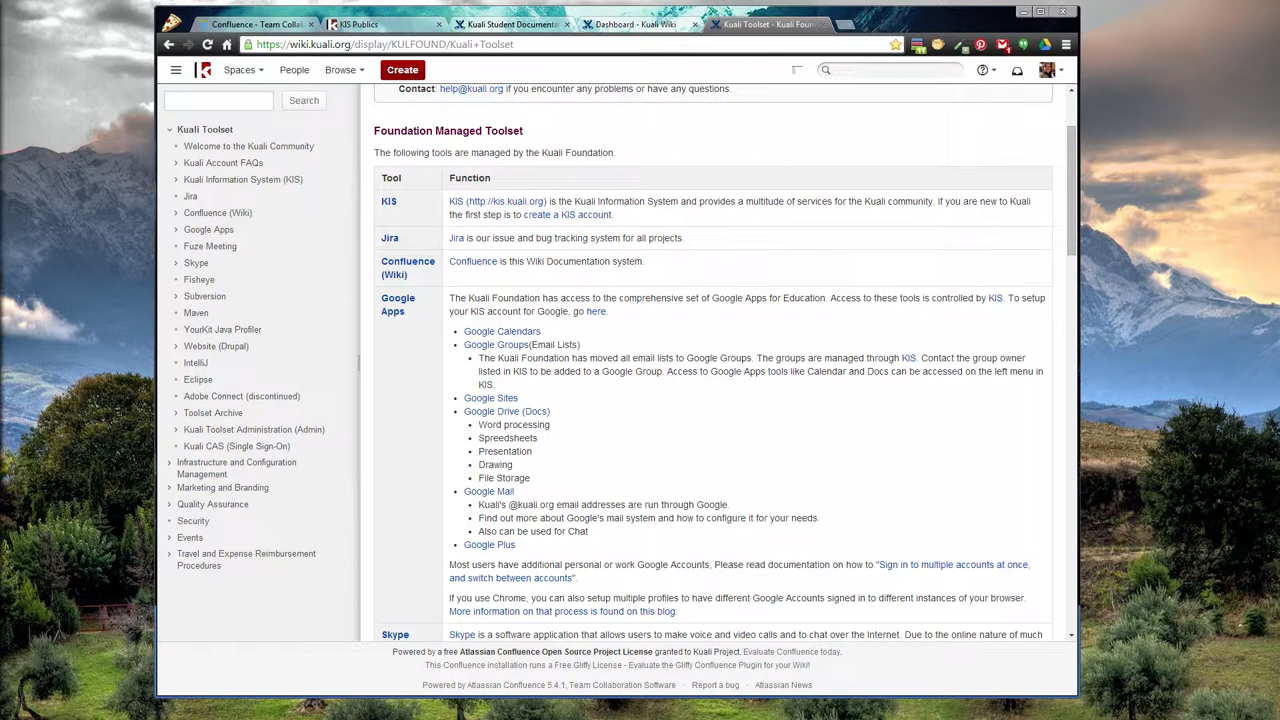 Confluence - Team Collab
KIS Publics
Kuali Student Documenta
Dashboard - Kuali Wiki
Kuali Toolset - Kuali Foun
https://wiki.kuali.org/display/KULFOUND/Kuali+Toolset
Spaces
People
Browse
Create
Search
Kuali Toolset
Welcome to the Kuali Community
Kuali Account FAQs
Kuali Information System (KIS)
Jira
Confluence (Wiki)
Google Apps
Fuze Meeting
Skype
Fisheye
Subversion
Maven
YourKit Java Profiler
Website (Drupal)
IntelliJ
Eclipse
Adobe Connect (discontinued)
Toolset Archive
Kuali Toolset Administration (Admin)
Kuali CAS (Single Sign-On)
Infrastructure and Configuration
Management
Marketing and Branding
Quality Assurance
Security
Events
Travel and Expense Reimbursement
Procedures
Contact: help@kuali.org if you encounter any problems or have any questions.
Foundation Managed Toolset
The following tools are managed by the Kuali Foundation.
Tool Function
KIS KIS (http://kis.kuali.org) is the Kuali Information System and provides a multitude of services for the Kuali community. If you are new to Kuali
the first step is to create a KIS account.
Jira Jira is our issue and bug tracking system for all projects.
Confluence Confluence is this Wiki Documentation system.
(Wiki)
Google The Kuali Foundation has access to the comprehensive set of Google Apps for Education. Access to these tools is controlled by KIS. To setup
Apps your KIS account for Google, go here.
• Google Calendars
• Google Groups(Email Lists)
• The Kuali Foundation has moved all email lists to Google Groups. The groups are managed through KIS. Contact the group owner
listed in KIS to be added to a Google Group. Access to Google Apps tools like Calendar and Docs can be accessed on the left menu in
KIS.
• Google Sites
• Google Drive (Docs)
• Word processing
• Spreedsheets
• Presentation
• Drawing
• File Storage
• Google Mail
• Kuali's @kuali.org email addresses are run through Google.
• Find out more about Google's mail system and how to configure it for your needs.
• Also can be used for Chat
• Google Plus
Most users have additional personal or work Google Accounts, Please read documentation on how to "Sign in to multiple accounts at once,
and switch between accounts".
If you use Chrome, you can also setup multiple profiles to have different Google Accounts signed in to different instances of your browser.
More information on that process is found on this blog.
Skype Skype is a software application that allows users to make voice and video calls and to chat over the Internet. Due to the online nature of much
Powered by a free Atlassian Confluence Open Source Project License granted to Kuali Project. Evaluate Confluence today.
This Confluence installation runs a Free Gliffy License - Evaluate the Gliffy Confluence Plugin for your Wiki!
Powered by Atlassian Confluence 5.4.1, Team Collaboration Software · Report a bug · Atlassian News